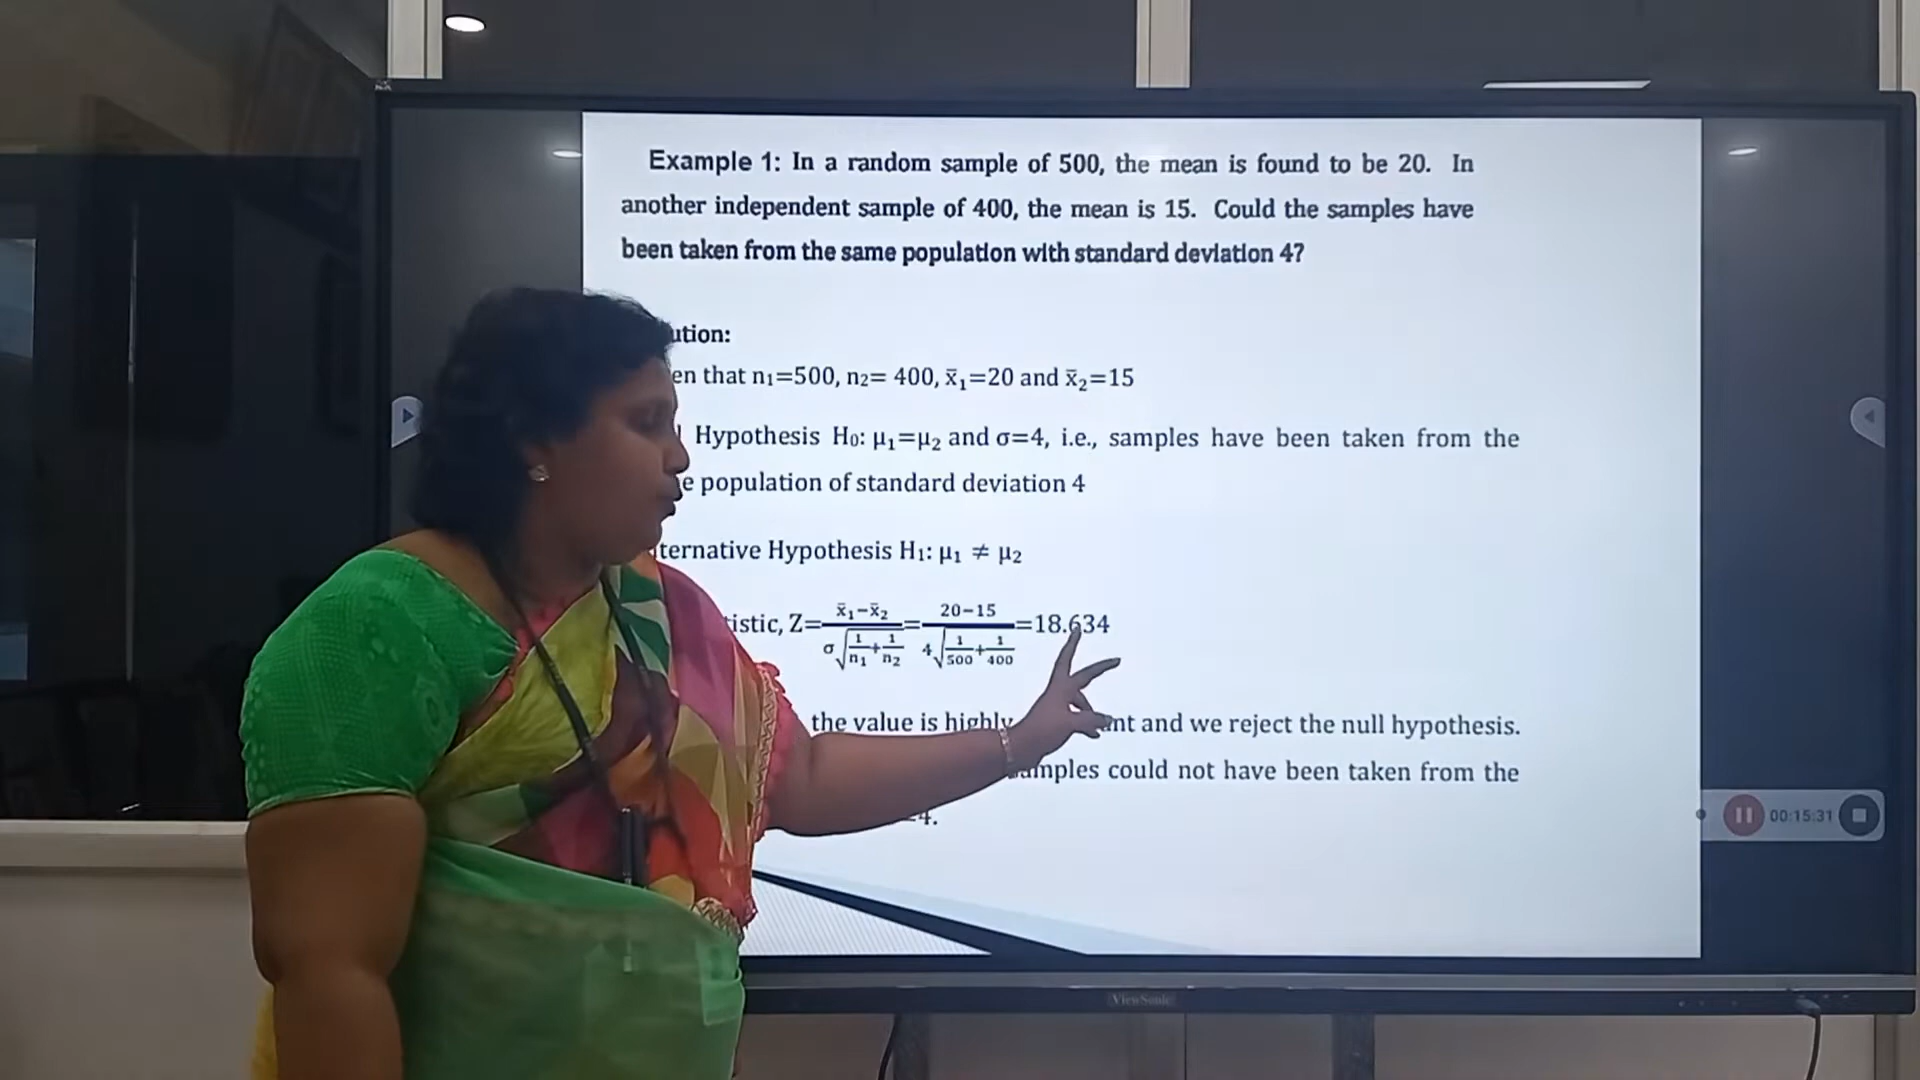 Example 1: In a random sample of 500, the mean is found to be 20. In
another independent sample of 400, the mean is 15. Could the samples have
been taken from the same population with standard deviation 4?
ution:
en that n₁=500, n₂= 400, x̄₁=20 and x̄₂=15
Hypothesis H₀: μ₁=μ₂ and σ=4, i.e., samples have been taken from the
e population of standard deviation 4
ternative Hypothesis H₁: μ₁ ≠ μ₂
istic, Z= (x̄₁−x̄₂)/(σ√(1/n₁+1/n₂)) = (20−15)/(4√(1/500+1/400)) =18.634
the value is highly nt and we reject the null hypothesis.
amples could not have been taken from the
4.
00:15:31
ViewSonic